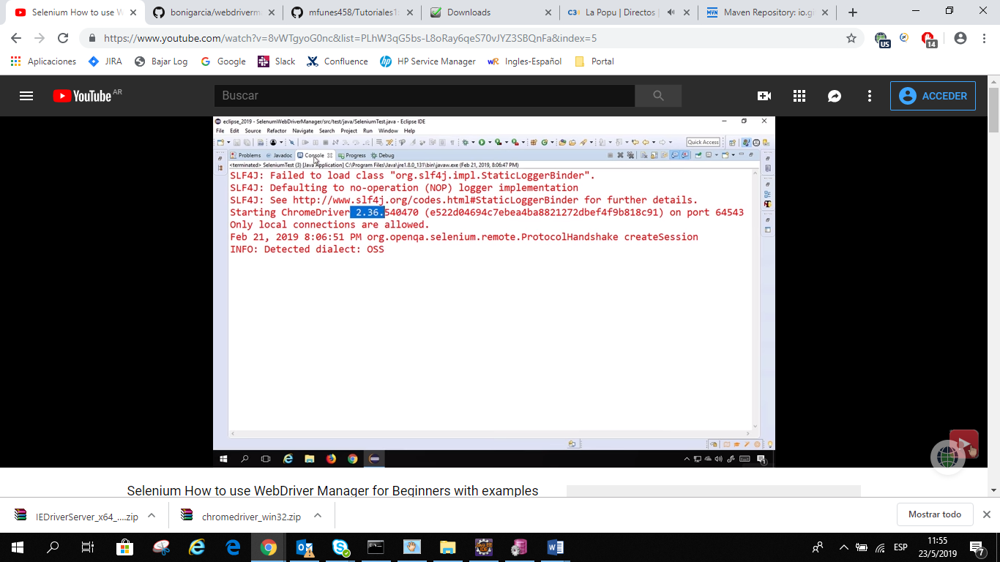 Selenium How to use W
bonigarcia/webdriverm
mfunes458/Tutoriales1
Downloads
La Popu | Directos |
Maven Repository: io.gi
https://www.youtube.com/watch?v=8vWTgyoG0nc&list=PLhW3qG5bs-L8oRay6qeS70vJYZ3SBQnFa&index=5
US
14
Aplicaciones
JIRA
Bajar Log
Google
Slack
Confluence
HP Service Manager
wR Ingles-Español
Portal
YouTube AR
Buscar
ACCEDER
eclipse_2019 - SelenumWebDriverManager/src/test/java/SeleniumTest.java - Eclipse IDE
File Edit Source Refactor Navigate Search Project Run Window Help
Quick Access
Problems @ Javadoc Console Progress Debug
<terminated> SeleniumTest (3) [Java Application] C:\Program Files\Java\jre1.8.0_131\bin\javaw.exe (Feb 21, 2019, 8:06:47 PM)
SLF4J: Failed to load class "org.slf4j.impl.StaticLoggerBinder".
SLF4J: Defaulting to no-operation (NOP) logger implementation
SLF4J: See http://www.slf4j.org/codes.html#StaticLoggerBinder for further details.
Starting ChromeDriver 2.36.540470 (e522d04694c7ebea4ba8821272dbef4f9b818c91) on port 64543
Only local connections are allowed.
Feb 21, 2019 8:06:51 PM org.openqa.selenium.remote.ProtocolHandshake createSession
INFO: Detected dialect: OSS
Selenium How to use WebDriver Manager for Beginners with examples
IEDriverServer_x64_....zip
chromedriver_win32.zip
Mostrar todo
ESP
11:55
23/5/2019
7